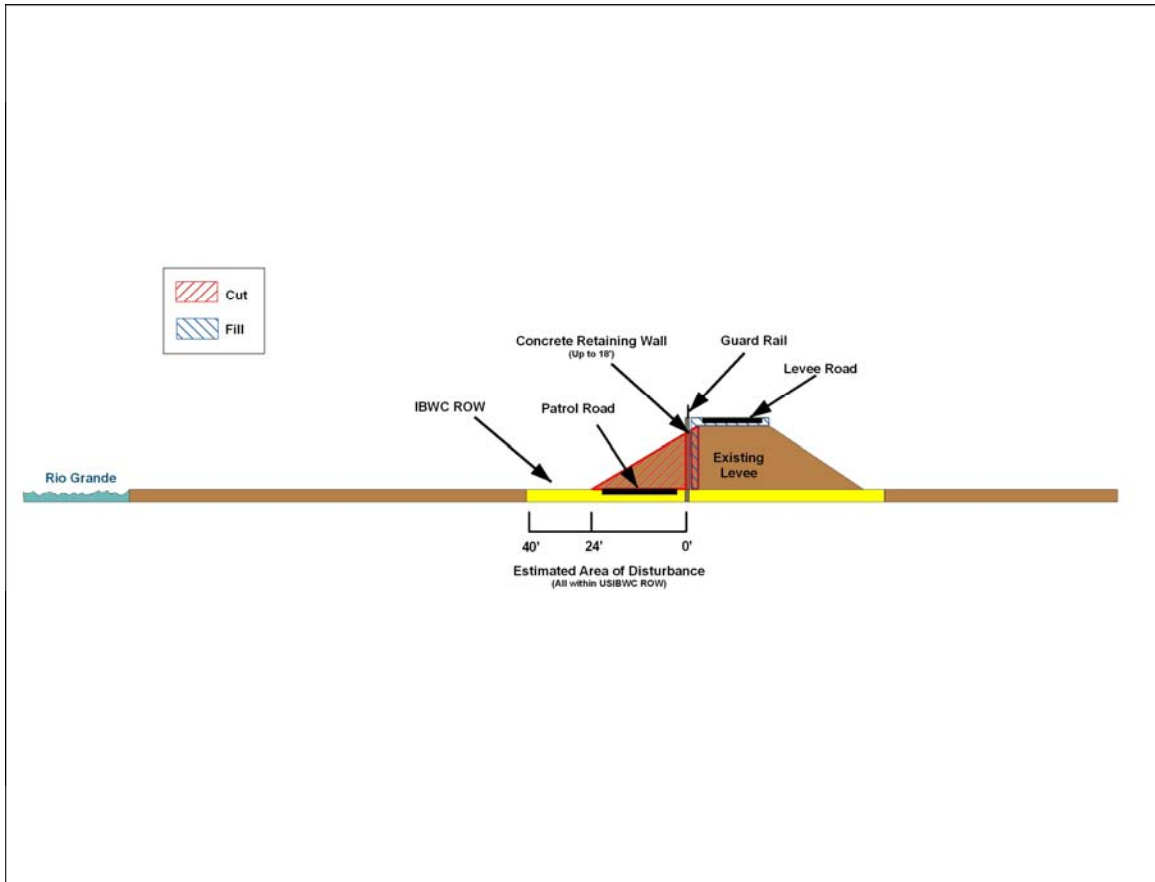 Cut
Fill
Concrete Retaining Wall
(Up to 18')
Guard Rail
Levee Road
IBWC ROW
Patrol Road
Existing
Levee
Rio Grande
40'
24'
0'
Estimated Area of Disturbance
(All within USIBWC ROW)